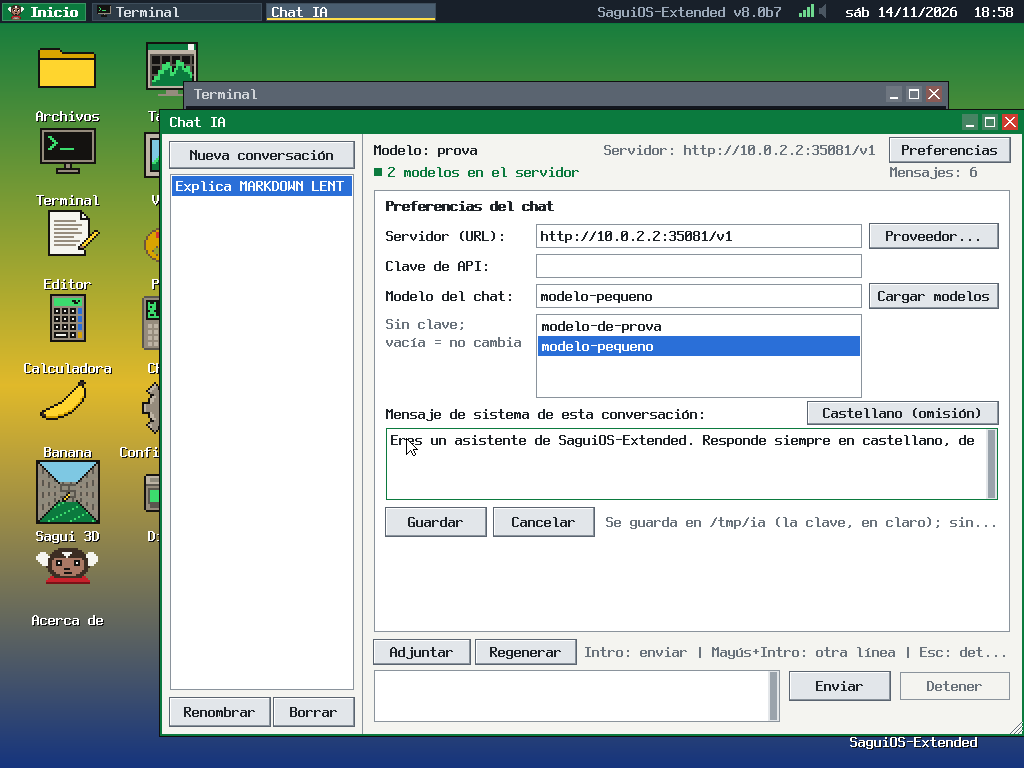 Inicio
Terminal
Chat IA
SaguiOS-Extended v8.0b7
sáb 14/11/2026
18:58
Archivos
Terminal
Editor
Calculadora
Banana
Sagui 3D
Acerca de
Terminal
Chat IA
Nueva conversación
Explica MARKDOWN LENT
Renombrar
Borrar
Modelo: prova
Servidor: http://10.0.2.2:35081/v1
Preferencias
2 modelos en el servidor
Mensajes: 6
Preferencias del chat
Servidor (URL):
http://10.0.2.2:35081/v1
Proveedor...
Clave de API:
Modelo del chat:
modelo-pequeno
Cargar modelos
Sin clave;
vacía = no cambia
modelo-de-prova
modelo-pequeno
Mensaje de sistema de esta conversación:
Castellano (omisión)
Eres un asistente de SaguiOS-Extended. Responde siempre en castellano, de
Guardar
Cancelar
Se guarda en /tmp/ia (la clave, en claro); sin...
Adjuntar
Regenerar
Intro: enviar | Mayús+Intro: otra línea | Esc: det...
Enviar
Detener
SaguiOS-Extended